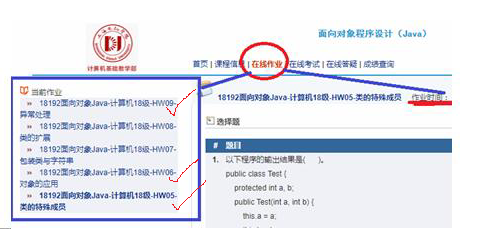 面向对象程序设计（Java）
计算机基础教学部
首页 | 课程信息 | 在线作业 | 在线考试 | 在线答疑 | 成绩查询
当前作业
» 18192面向对象Java-计算机18级-HW09-
异常处理
» 18192面向对象Java-计算机18级-HW08-
类的扩展
» 18192面向对象Java-计算机18级-HW07-
包装类与字符串
» 18192面向对象Java-计算机18级-HW06-
对象的应用
» 18192面向对象Java-计算机18级-HW05-
类的特殊成员
18192面向对象Java-计算机18级-HW05-类的特殊成员 作业时间：
选择题
# 题目
1. 以下程序的输出结果是( )。
public class Test {
protected int a, b;
public Test(int a, int b) {
this.a = a;